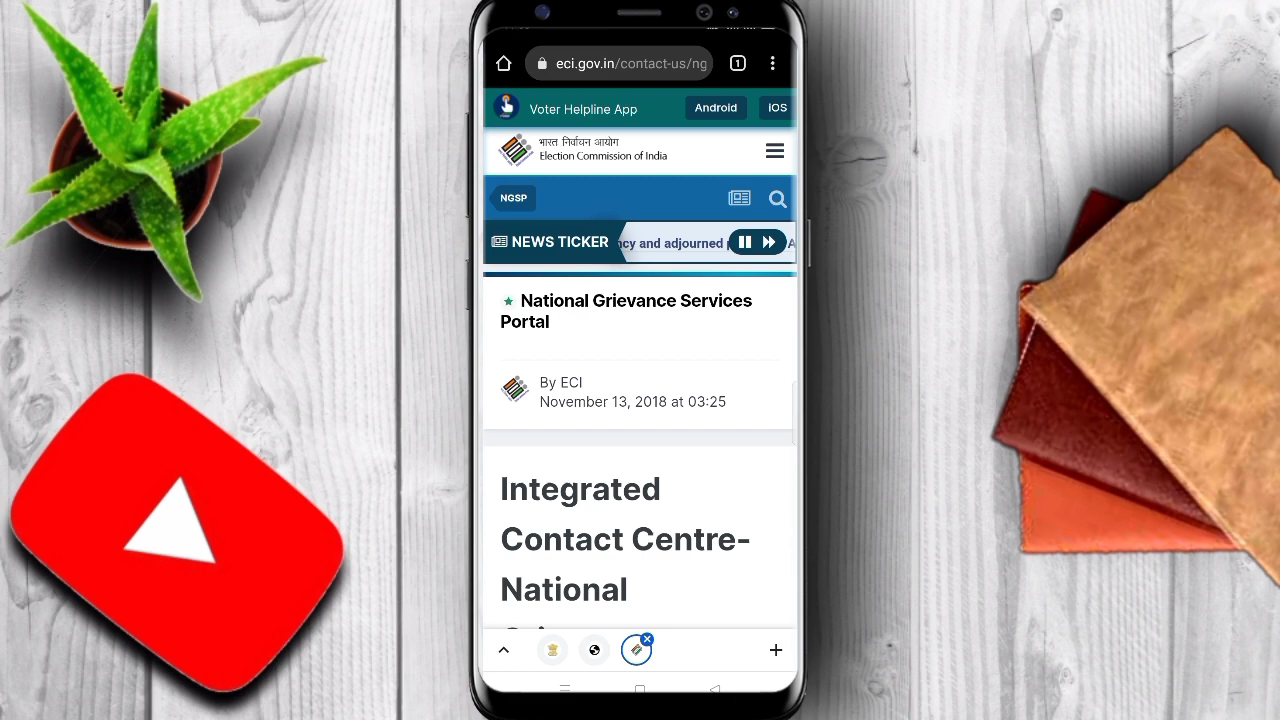 1
eci.gov.in/contact-us/ng
Voter Helpline App
Android
IOS
भारत निर्वाचन आयोग
Election Commission of India
NGSP
NEWS TICKER
ncy and adjourned
National Grievance Services
Portal
By ECI
November 13, 2018 at 03:25
Integrated
Contact Centre-
National